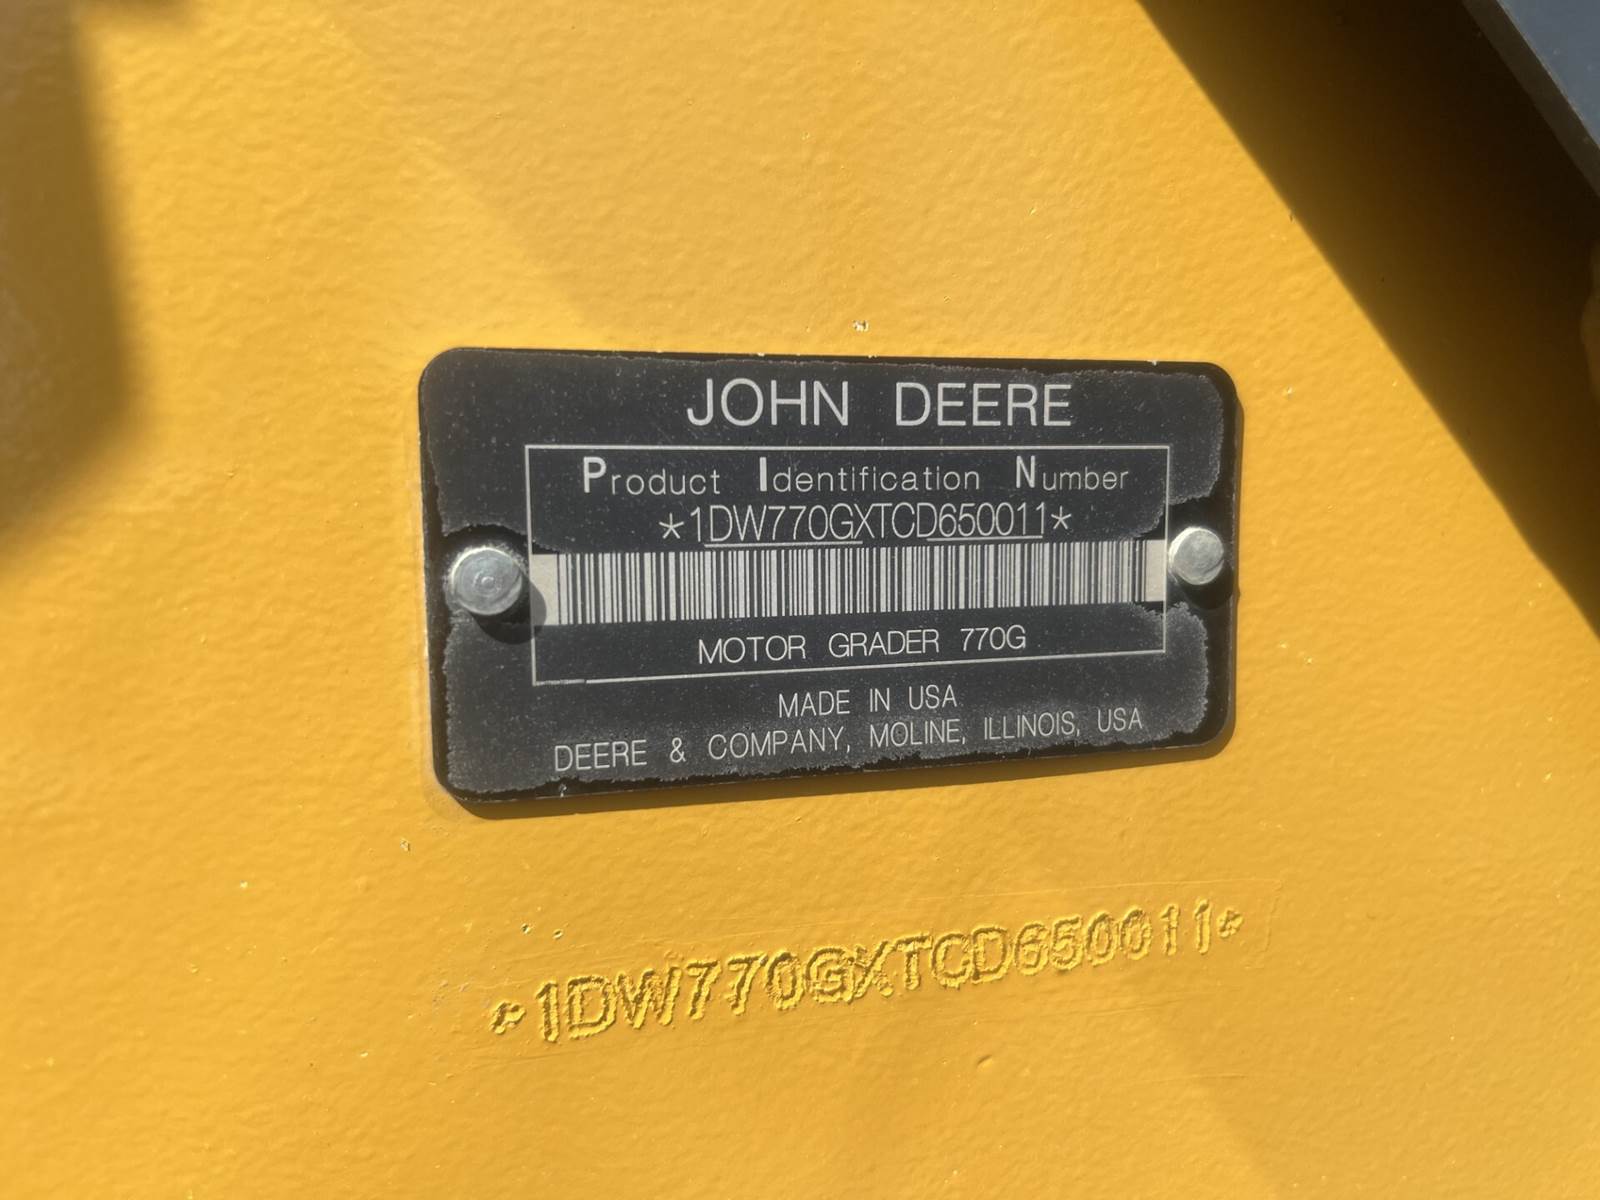 JOHN DEERE
Product Identification Number
*1DW770GXTCD650011*
MOTOR GRADER 770G
MADE IN USA
DEERE & COMPANY, MOLINE, ILLINOIS, USA
*1DW770GXTCD650011*